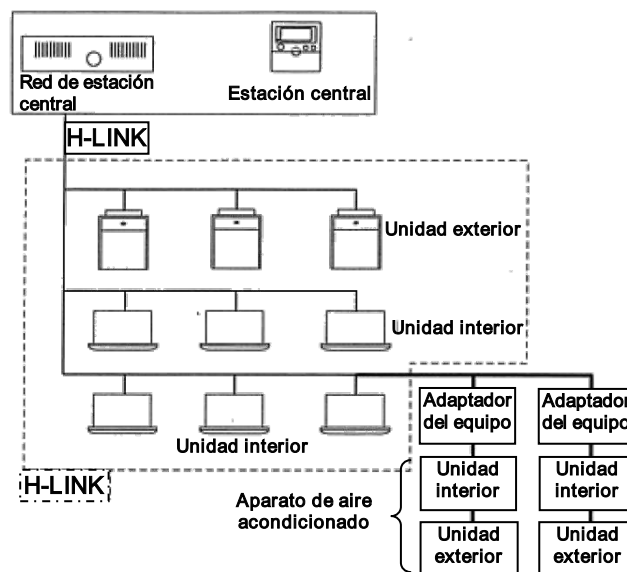 Red de estación
central
Estación central
H-LINK
Unidad exterior
Unidad interior
Unidad interior
H-LINK
Adaptador
del equipo
Adaptador
del equipo
Aparato de aire
acondicionado
Unidad
interior
Unidad
interior
Unidad
exterior
Unidad
exterior